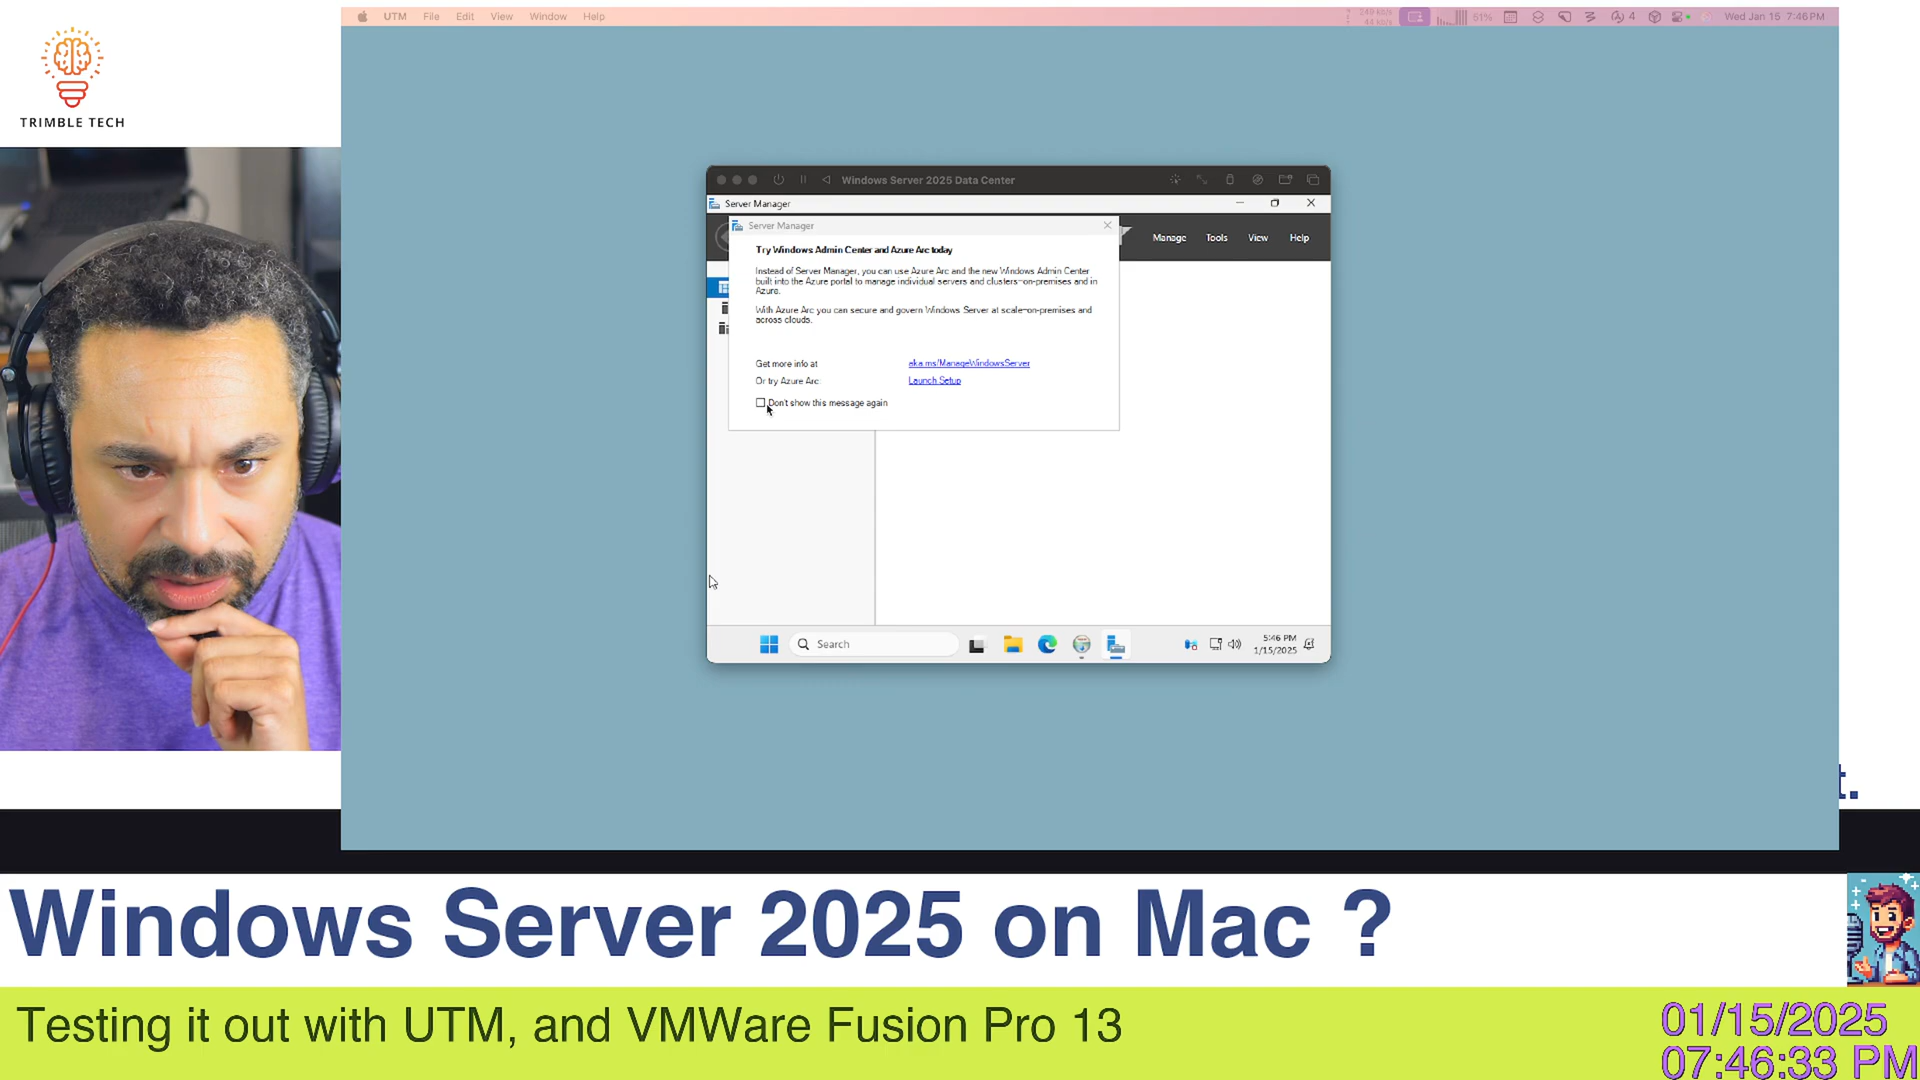 UTM File Edit View Window Help
51% 4 Wed Jan 15 7:46 PM
TRIMBLE TECH
Windows Server 2025 Data Center
Server Manager
Server Manager
Manage Tools View Help
Try Windows Admin Center and Azure Arc today
Instead of Server Manager, you can use Azure Arc and the new Windows Admin Center
built into the Azure portal to manage individual servers and clusters—on-premises and in
Azure.
With Azure Arc you can secure and govern Windows Server at scale—on-premises and
across clouds.
Get more info at aka.ms/ManageWindowsServer
Or try Azure Arc: Launch Setup
Don't show this message again
Search
5:46 PM
1/15/2025
Windows Server 2025 on Mac ?
Testing it out with UTM, and VMWare Fusion Pro 13
01/15/2025
07:46:33 PM